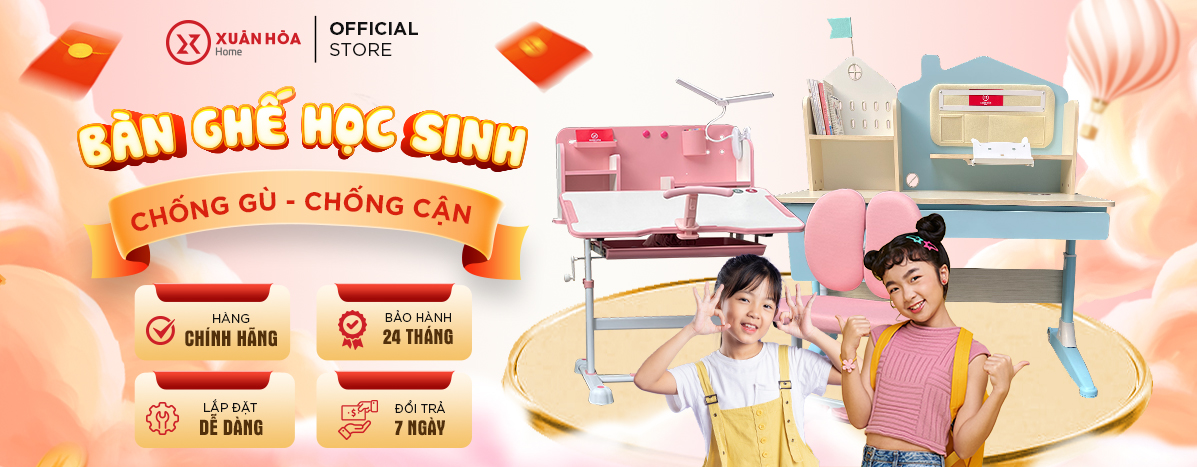 XUÂN HÒA
Home
OFFICIAL
STORE
BÀN GHẾ HỌC SINH
CHỐNG GÙ - CHỐNG CẬN
HÀNG
CHÍNH HÃNG
BẢO HÀNH
24 THÁNG
LẮP ĐẶT
DỄ DÀNG
ĐỔI TRẢ
7 NGÀY